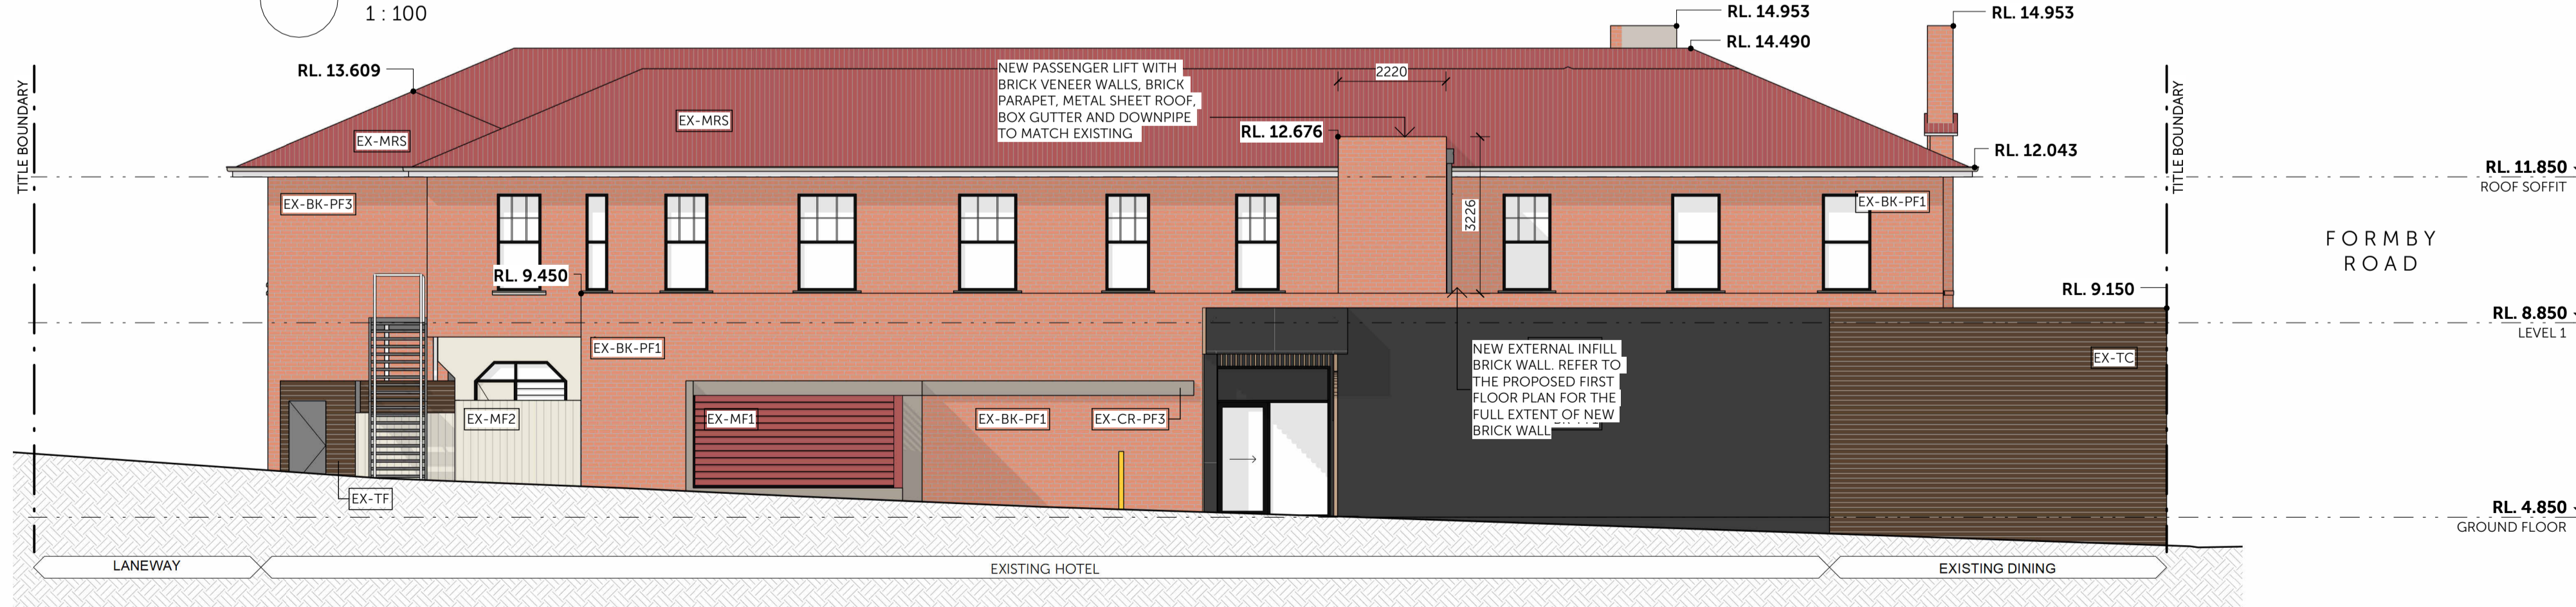 1 : 100
RL. 14.953
RL. 14.953
RL. 14.490
RL. 13.609
TITLE BOUNDARY
NEW PASSENGER LIFT WITH
BRICK VENEER WALLS, BRICK
PARAPET, METAL SHEET ROOF,
BOX GUTTER AND DOWNPIPE
TO MATCH EXISTING
2220
TITLE BOUNDARY
EX-MRS
EX-MRS
RL. 12.676
RL. 12.043
RL. 11.850
ROOF SOFFIT
EX-BK-PF3
3226
EX-BK-PF1
FORMBY
ROAD
RL. 9.450
RL. 9.150
RL. 8.850
LEVEL 1
EX-BK-PF1
NEW EXTERNAL INFILL
BRICK WALL. REFER TO
THE PROPOSED FIRST
FLOOR PLAN FOR THE
FULL EXTENT OF NEW
BRICK WALL
EX-TC
EX-MF2
EX-MF1
EX-BK-PF1
EX-CR-PF3
EX-TF
RL. 4.850
GROUND FLOOR
LANEWAY
EXISTING HOTEL
EXISTING DINING